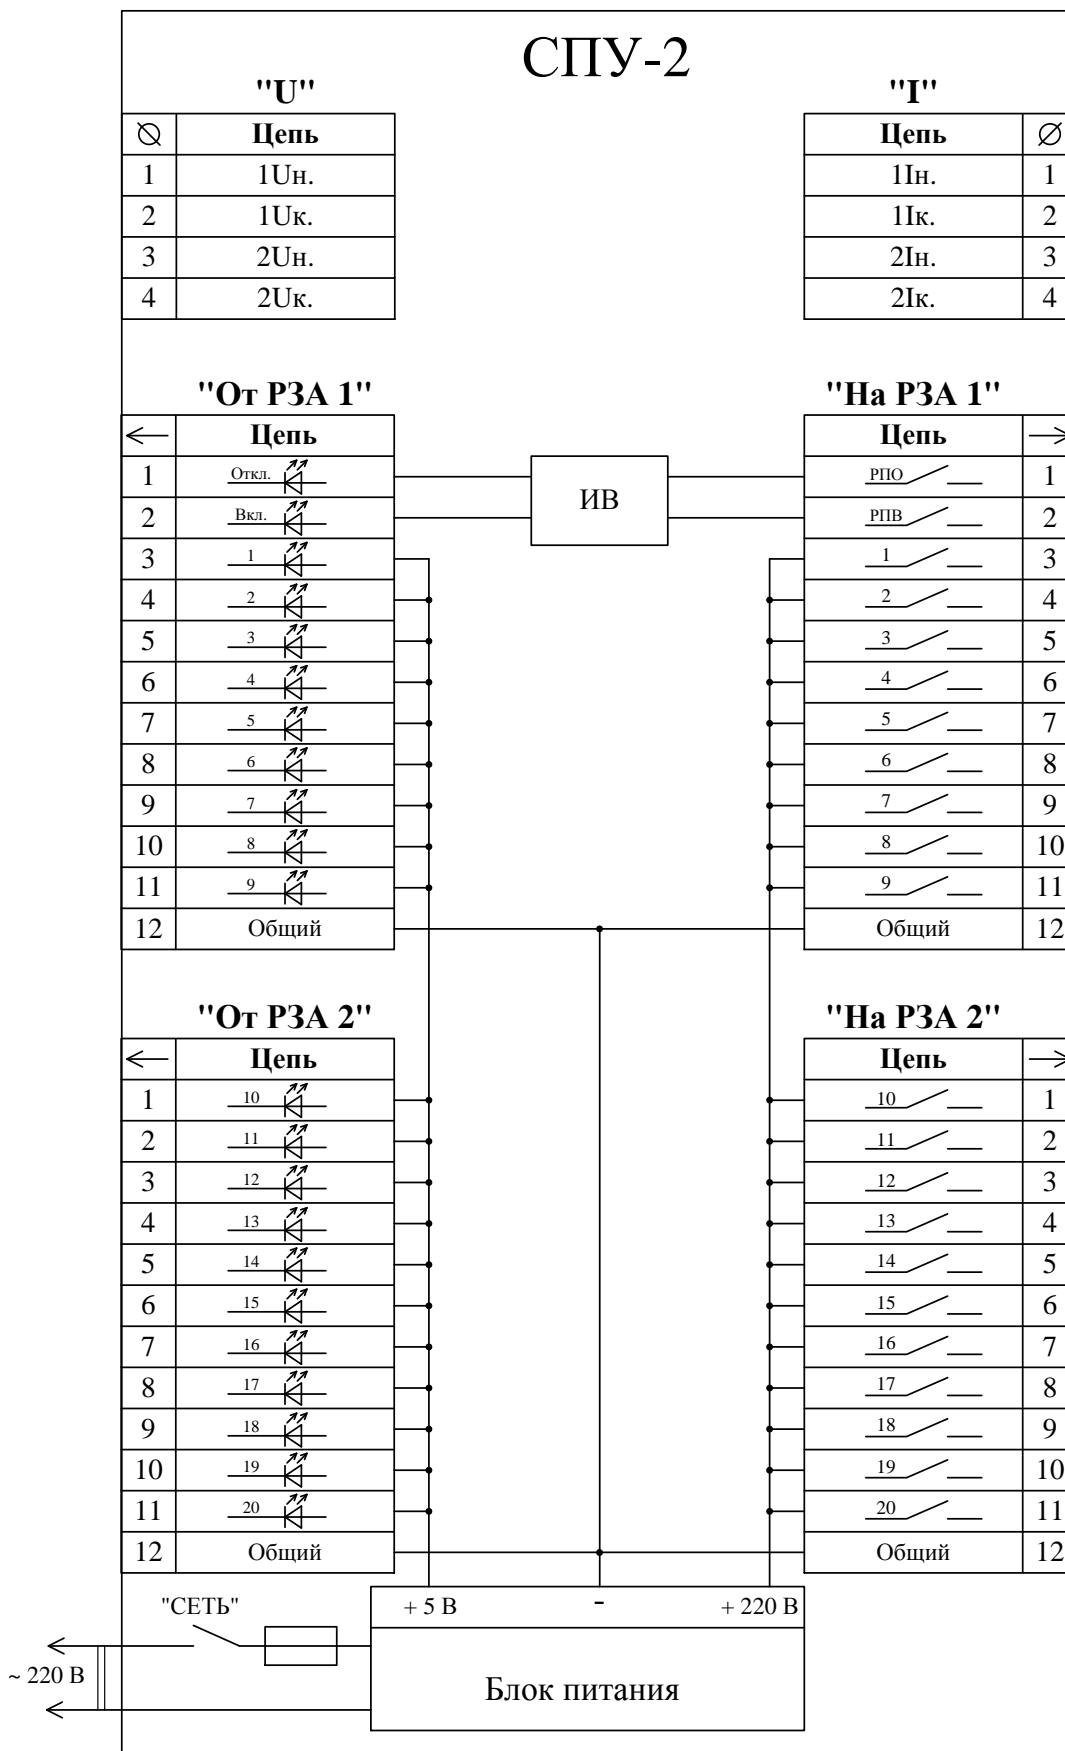 СПУ-2
"U"
Цепь
1 1Uн.
2 1Uк.
3 2Uн.
4 2Uк.
"I"
Цепь
1Iн. 1
1Iк. 2
2Iн. 3
2Iк. 4
"От РЗА 1"
Цепь
1 Откл.
2 Вкл.
3 1
4 2
5 3
6 4
7 5
8 6
9 7
10 8
11 9
12 Общий
ИВ
"На РЗА 1"
Цепь
РПО 1
РПВ 2
1 3
2 4
3 5
4 6
5 7
6 8
7 9
8 10
9 11
Общий 12
"От РЗА 2"
Цепь
1 10
2 11
3 12
4 13
5 14
6 15
7 16
8 17
9 18
10 19
11 20
12 Общий
"На РЗА 2"
Цепь
10 1
11 2
12 3
13 4
14 5
15 6
16 7
17 8
18 9
19 10
20 11
Общий 12
"СЕТЬ"
~ 220 В
+ 5 В - + 220 В
Блок питания